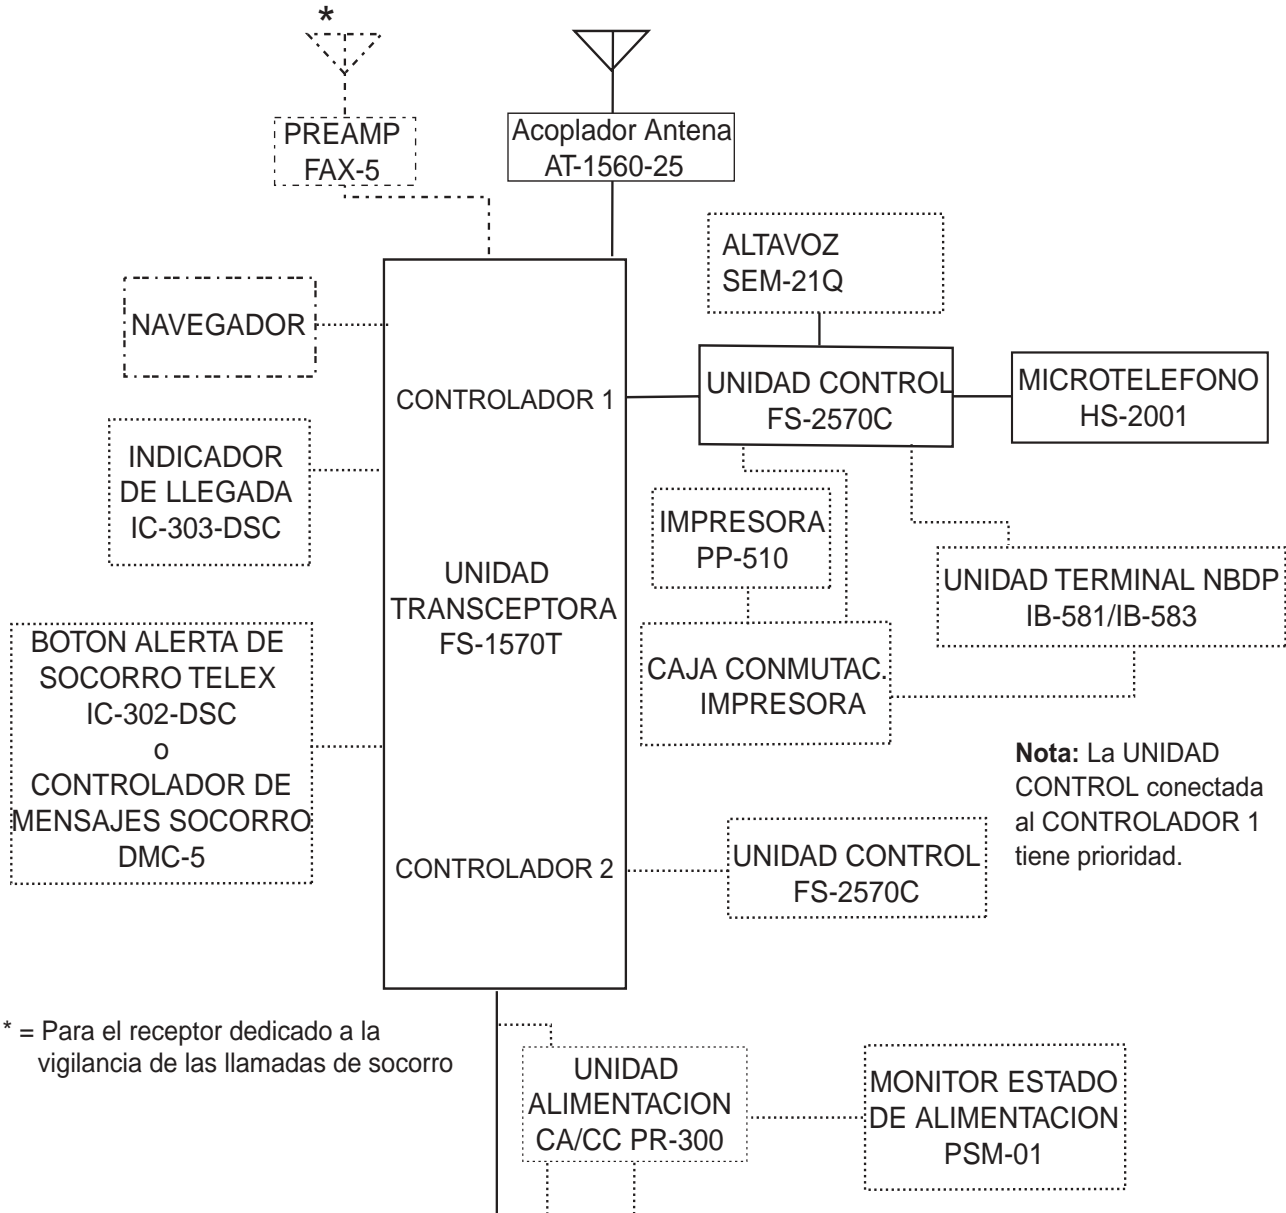 *
PREAMP
FAX-5
Acoplador Antena
AT-1560-25
ALTAVOZ
SEM-21Q
NAVEGADOR
CONTROLADOR 1
UNIDAD CONTROL
FS-2570C
MICROTELEFONO
HS-2001
INDICADOR
DE LLEGADA
IC-303-DSC
IMPRESORA
PP-510
UNIDAD
TRANSCEPTORA
FS-1570T
UNIDAD TERMINAL NBDP
IB-581/IB-583
BOTON ALERTA DE
SOCORRO TELEX
IC-302-DSC
o
CONTROLADOR DE
MENSAJES SOCORRO
DMC-5
CAJA CONMUTAC.
IMPRESORA
Nota: La UNIDAD
CONTROL conectada
al CONTROLADOR 1
tiene prioridad.
CONTROLADOR 2
UNIDAD CONTROL
FS-2570C
* = Para el receptor dedicado a la
vigilancia de las llamadas de socorro
UNIDAD
ALIMENTACION
CA/CC PR-300
MONITOR ESTADO
DE ALIMENTACION
PSM-01